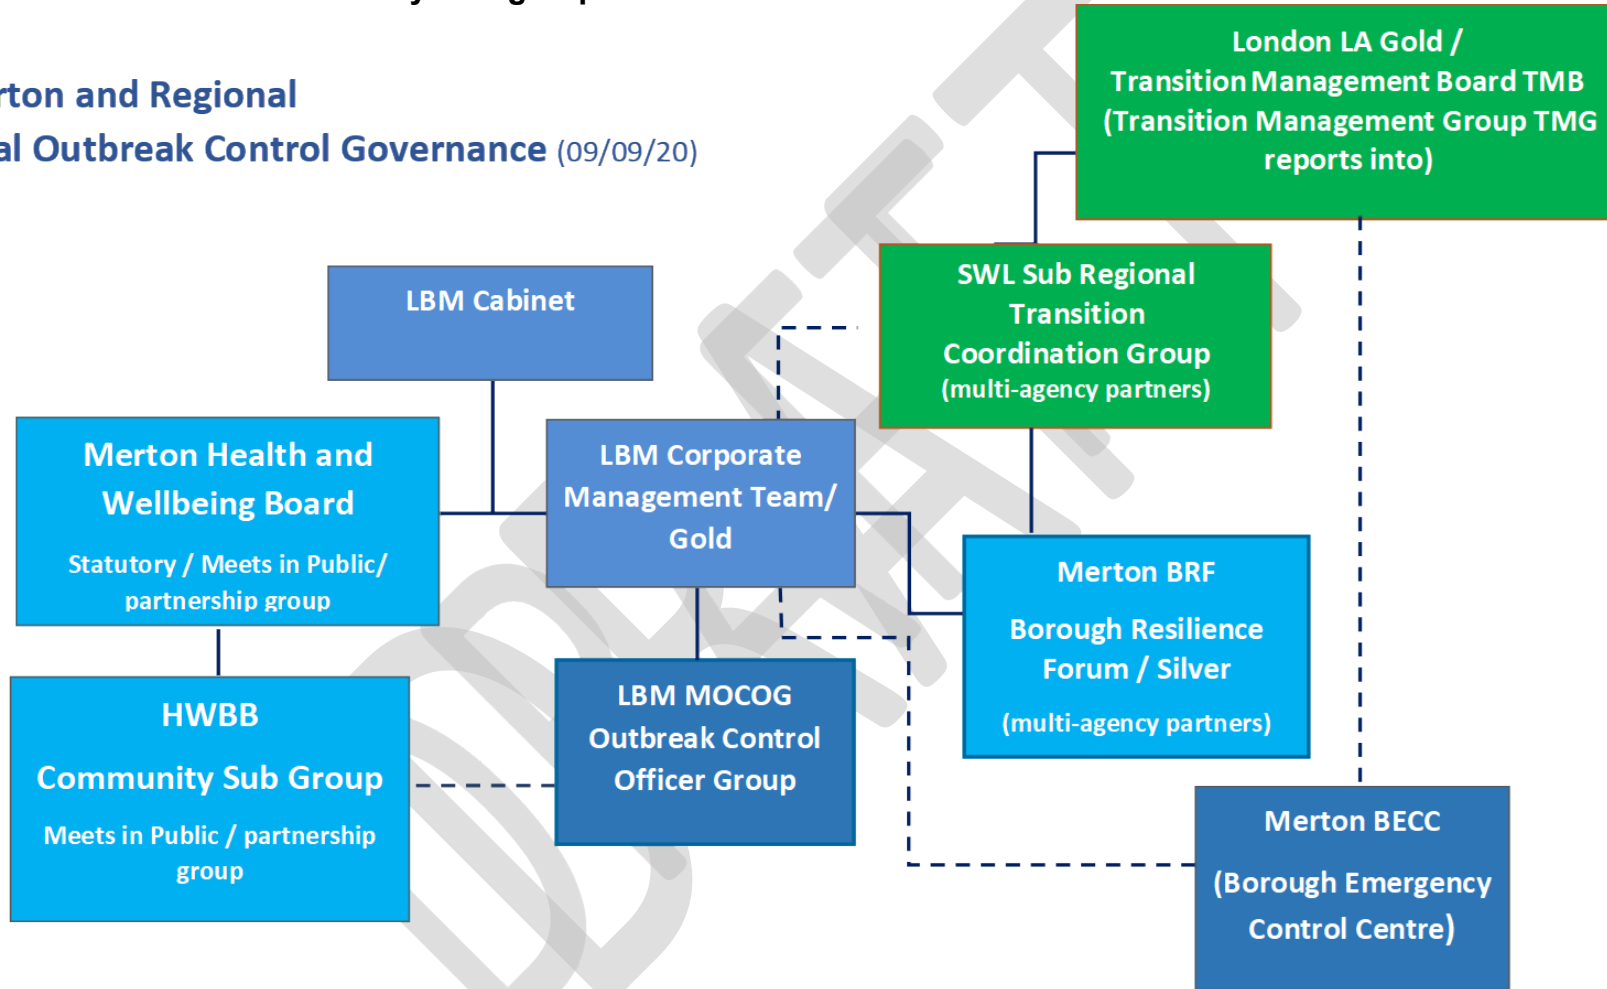 London LA Gold /
Transition Management Board TMB
(Transition Management Group TMG
reports into)
rton and Regional
al Outbreak Control Governance (09/09/20)
SWL Sub Regional
Transition
Coordination Group
(multi-agency partners)
LBM Cabinet
Merton Health and
Wellbeing Board
Statutory / Meets in Public/
partnership group
LBM Corporate
Management Team/
Gold
Merton BRF
Borough Resilience
Forum / Silver
(multi-agency partners)
HWBB
Community Sub Group
Meets in Public / partnership
group
LBM MOCOG
Outbreak Control
Officer Group
Merton BECC
(Borough Emergency
Control Centre)
DRAFT